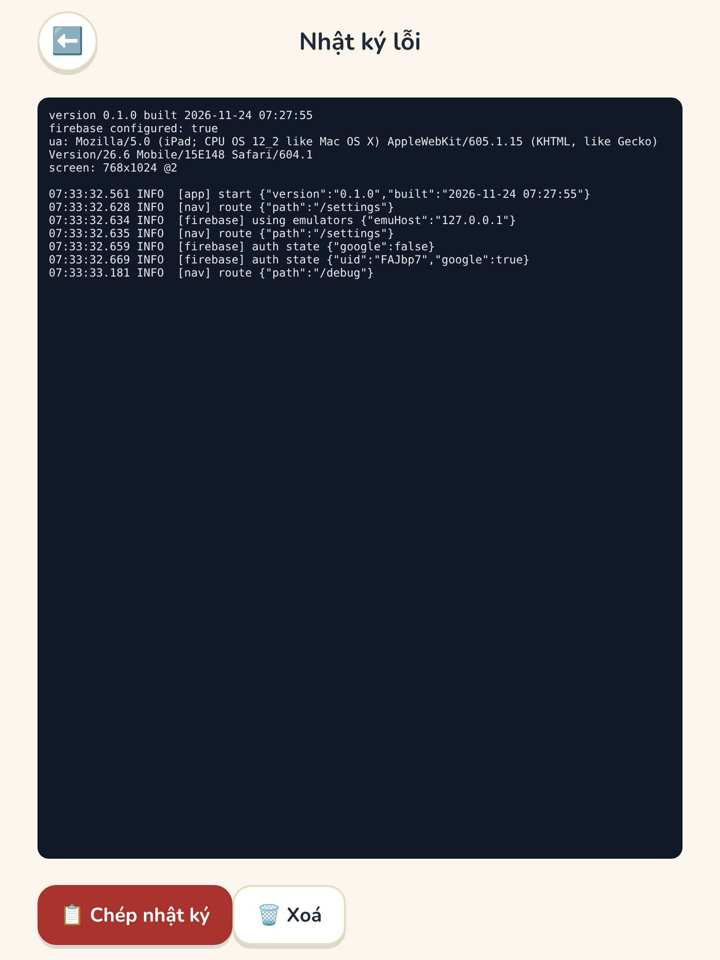 Nhật ký lỗi
version 0.1.0 built 2026-11-24 07:27:55
firebase configured: true
ua: Mozilla/5.0 (iPad; CPU OS 12_2 like Mac OS X) AppleWebKit/605.1.15 (KHTML, like Gecko)
Version/26.6 Mobile/15E148 Safari/604.1
screen: 768x1024 @2
07:33:32.561 INFO  [app] start {"version":"0.1.0","built":"2026-11-24 07:27:55"}
07:33:32.628 INFO  [nav] route {"path":"/settings"}
07:33:32.634 INFO  [firebase] using emulators {"emuHost":"127.0.0.1"}
07:33:32.635 INFO  [nav] route {"path":"/settings"}
07:33:32.659 INFO  [firebase] auth state {"google":false}
07:33:32.669 INFO  [firebase] auth state {"uid":"FAJbp7","google":true}
07:33:33.181 INFO  [nav] route {"path":"/debug"}
Chép nhật ký
Xoá